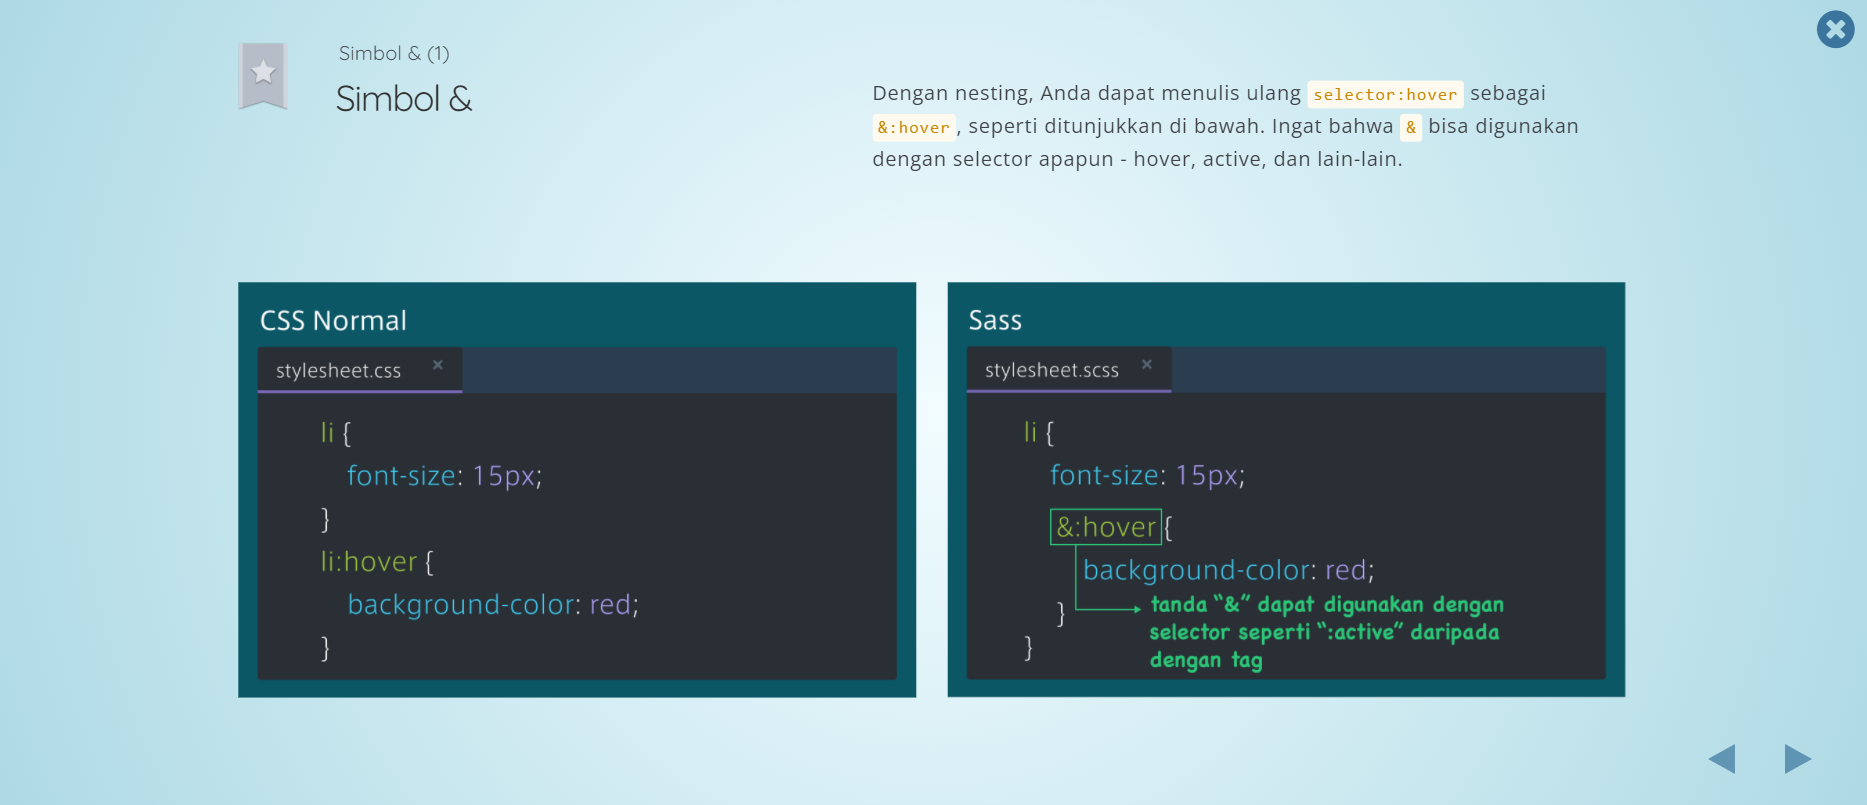 Simbol & (1)
Simbol &
Dengan nesting, Anda dapat menulis ulang selector:hover sebagai
&:hover, seperti ditunjukkan di bawah. Ingat bahwa & bisa digunakan
dengan selector apapun - hover, active, dan lain-lain.
CSS Normal
stylesheet.css ×
li {
font-size: 15px;
}
li:hover {
background-color: red;
}
Sass
stylesheet.scss ×
li {
font-size: 15px;
&:hover {
background-color: red;
}
tanda “&” dapat digunakan dengan
selector seperti “:active” daripada
dengan tag
}